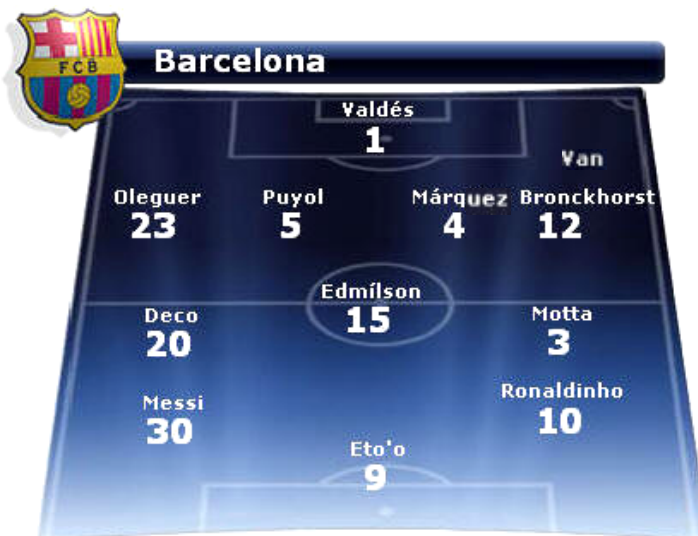 FCB
Barcelona
Valdés
1
Van
Oleguer Puyol Márquez Bronckhorst
23 5 4 12
Edmílson
15
Deco Motta
20 3
Messi Ronaldinho
30 10
Eto'o
9